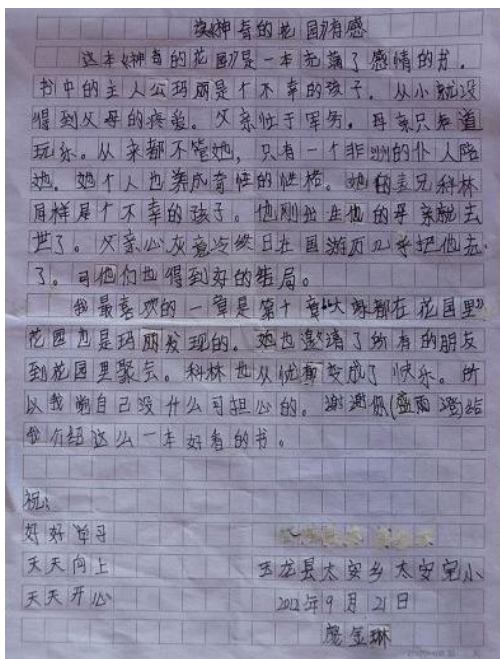 读《神奇的花园》有感
这本《神奇的花园》是一本充满了感情的书。
书中的主人公玛丽是个不幸的孩子。从小就没
得到父母的疼爱。父亲忙于军务。母亲只知道
玩乐。从来都不管她，只有一个非洲的仆人陪
她。她个人也养成奇怪的性格。她的表兄科林
同样是个不幸的孩子。他刚出生他的母亲就去
世了。父亲心灰意冷终日在国游历几乎把他忘
了。可他们也得到好的结局。
我最喜欢的一章是第十章“大家都在花园里”
花园也是玛丽发现的。她也邀请了所有的朋友
到花园里聚会。科林也从忧郁变成了快乐。所
以我响自己没什么可担心的。谢谢你(盛雨澄)给
我介绍这么一本好看的书。
祝：
好好学习
天天向上 玉龙县太安乡太安完小
天天开心 2012年9月21日
金琳